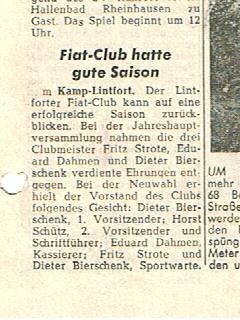 gend des
Hallenbad Rheinhausen zu
Gast. Das Spiel beginnt um 12
Uhr.
Fiat-Club hatte
gute Saison
m Kamp-Lintfort. Der Lint-
forter Fiat-Club kann auf eine
erfolgreiche Saison zurück-
blicken. Bei der Jahreshaupt-
versammlung nahmen die drei
Clubmeister Fritz Strote, Edu-
ard Dahmen und Dieter Bier-
schenk verdiente Ehrungen ent-
gegen. Bei der Neuwahl er-
hielt der Vorstand des Clubs
folgendes Gesicht: Dieter Bier-
schenk, 1. Vorsitzender; Horst
Schütz, 2. Vorsitzender und
Schriftführer; Eduard Dahmen,
Kassierer; Fritz Strote und
Dieter Bierschenk, Sportwarte.
UM
mehr
68 B
Straße
werde
den
spüng
Meter
den u